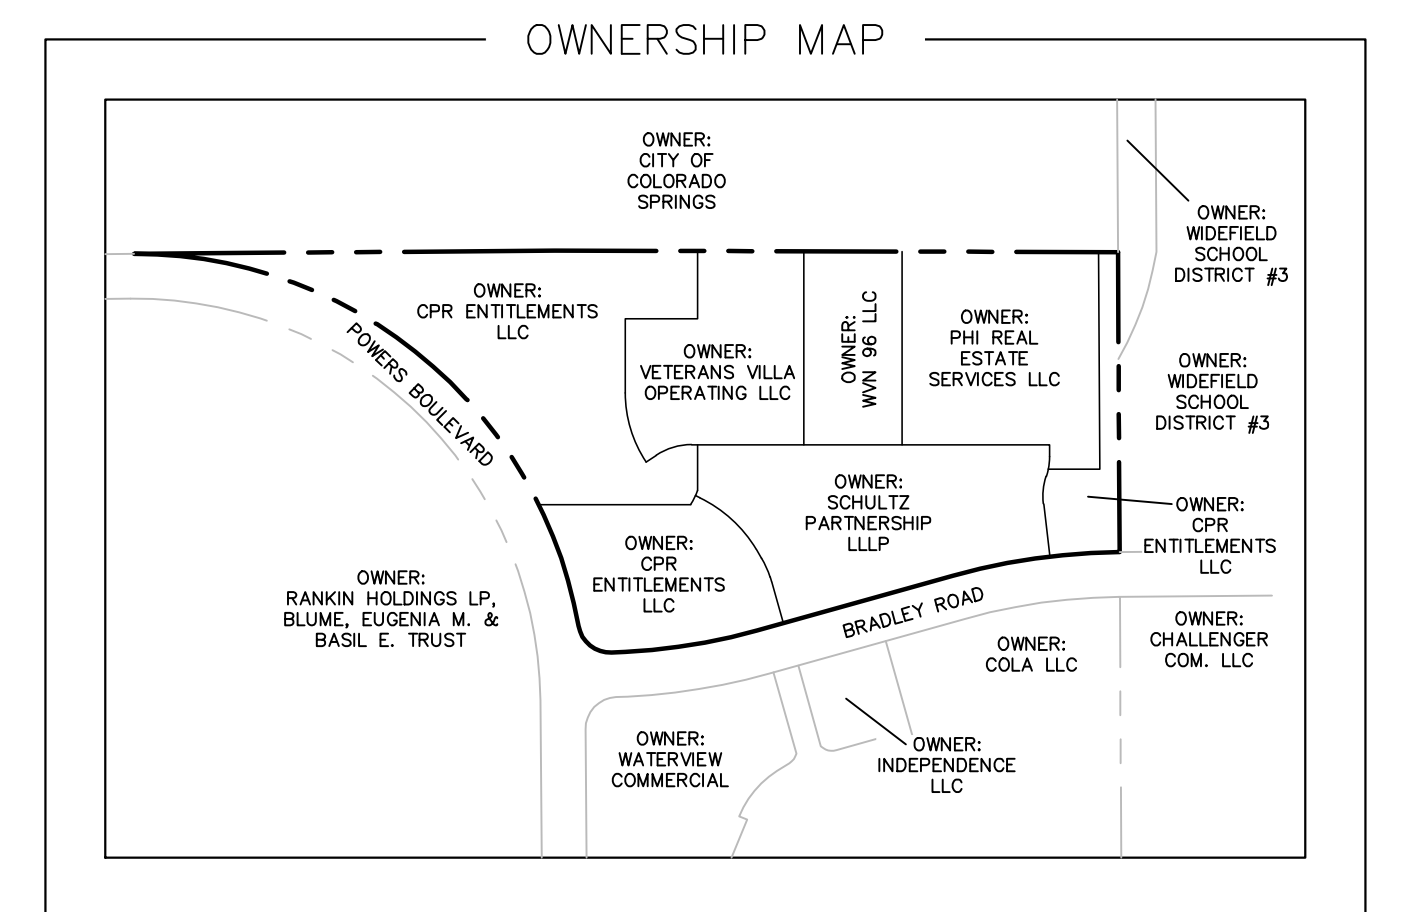 OWNERSHIP MAP
OWNER:
CITY OF
COLORADO
SPRINGS
OWNER:
WIDEFIELD
SCHOOL
DISTRICT #3
OWNER:
CPR ENTITLEMENTS
LLC
OWNER:
VETERANS VILLA
OPERATING LLC
OWNER:
WVN 96 LLC
OWNER:
PHI REAL
ESTATE
SERVICES LLC
OWNER:
WIDEFIELD
SCHOOL
DISTRICT #3
POWERS BOULEVARD
OWNER:
SCHULTZ
PARTNERSHIP
LLLP
OWNER:
CPR
ENTITLEMENTS
LLC
OWNER:
CPR
ENTITLEMENTS
LLC
OWNER:
RANKIN HOLDINGS LP,
BLUME, EUGENIA M. &
BASIL E. TRUST
BRADLEY ROAD
OWNER:
COLA LLC
OWNER:
CHALLENGER
COM. LLC
OWNER:
WATERVIEW
COMMERCIAL
OWNER:
INDEPENDENCE
LLC